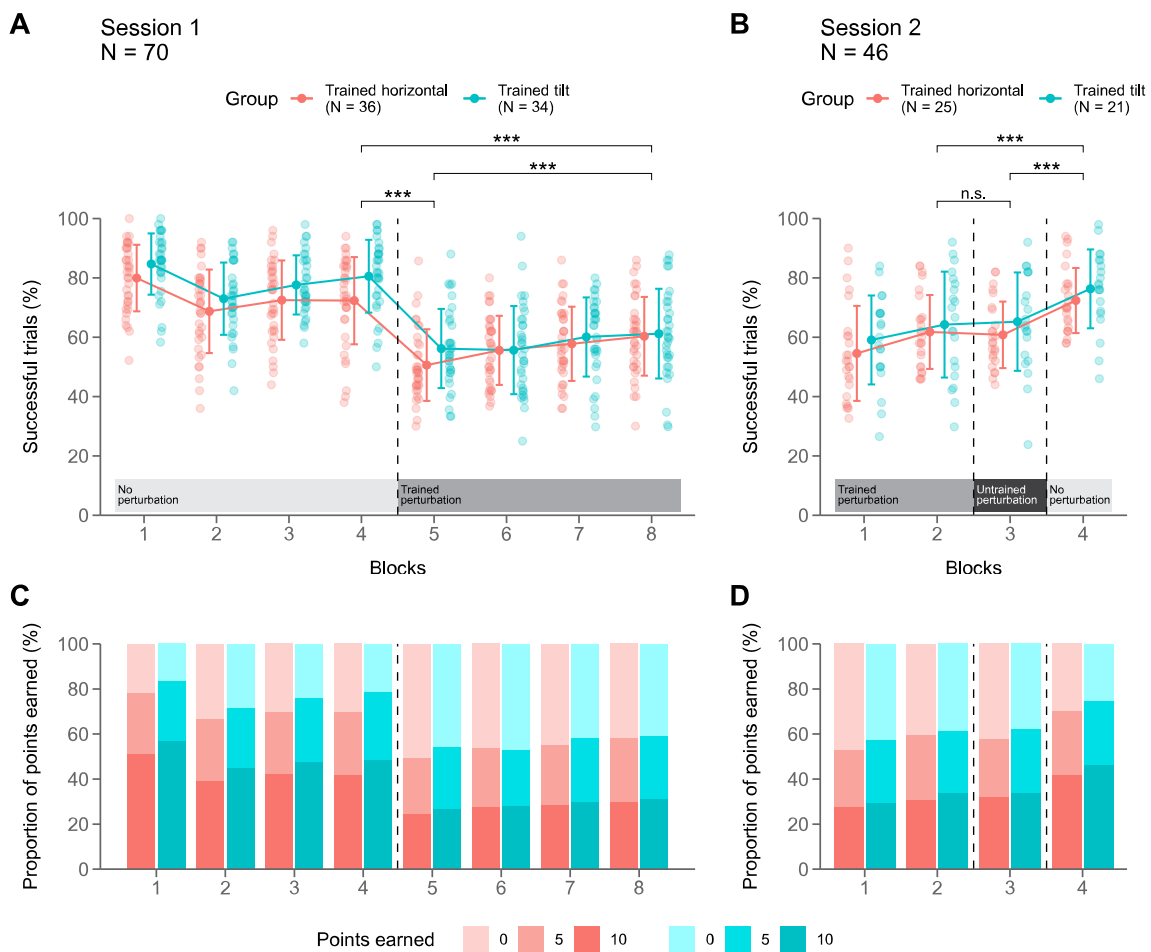 A
Session 1
N = 70
Group
Trained horizontal
(N = 36)
Trained tilt
(N = 34)
***
***
***
Successful trials (%)
100
80
60
40
20
0
No
perturbation
Trained
perturbation
1 2 3 4 5 6 7 8
Blocks
B
Session 2
N = 46
Group
Trained horizontal
(N = 25)
Trained tilt
(N = 21)
***
***
n.s.
Successful trials (%)
100
80
60
40
20
0
Trained
perturbation
Untrained
perturbation
No
perturbation
1 2 3 4
Blocks
C
Proportion of points earned (%)
100
80
60
40
20
0
1 2 3 4 5 6 7 8
D
Proportion of points earned (%)
100
80
60
40
20
0
1 2 3 4
Points earned 0 5 10 0 5 10